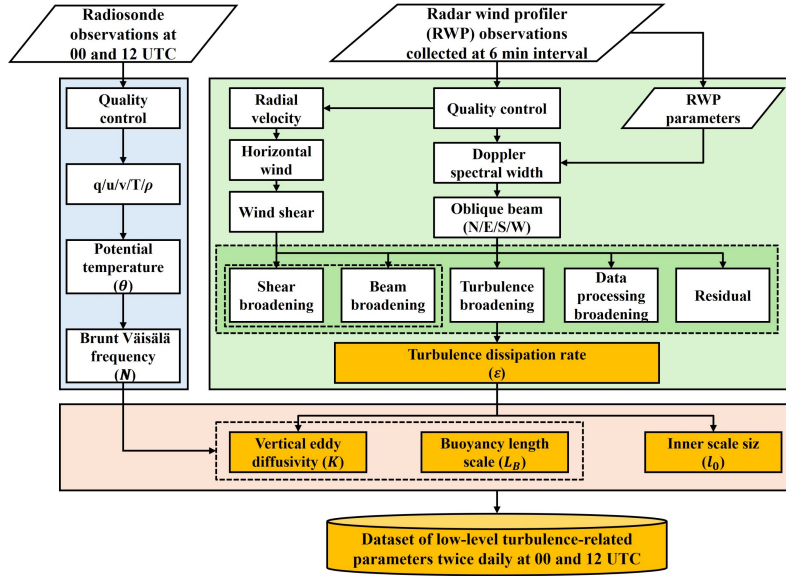 Radiosonde
observations at
00 and 12 UTC
Radar wind profiler
(RWP) observations
collected at 6 min interval
Quality
control
q/u/v/T/ρ
Potential
temperature
(θ)
Brunt Väisälä
frequency
(N)
Radial
velocity
Quality control
RWP
parameters
Horizontal
wind
Doppler
spectral width
Wind shear
Oblique beam
(N/E/S/W)
Shear
broadening
Beam
broadening
Turbulence
broadening
Data
processing
broadening
Residual
Turbulence dissipation rate
(ε)
Vertical eddy
diffusivity (K)
Buoyancy length
scale (L_B)
Inner scale siz
(l₀)
Dataset of low-level turbulence-related
parameters twice daily at 00 and 12 UTC